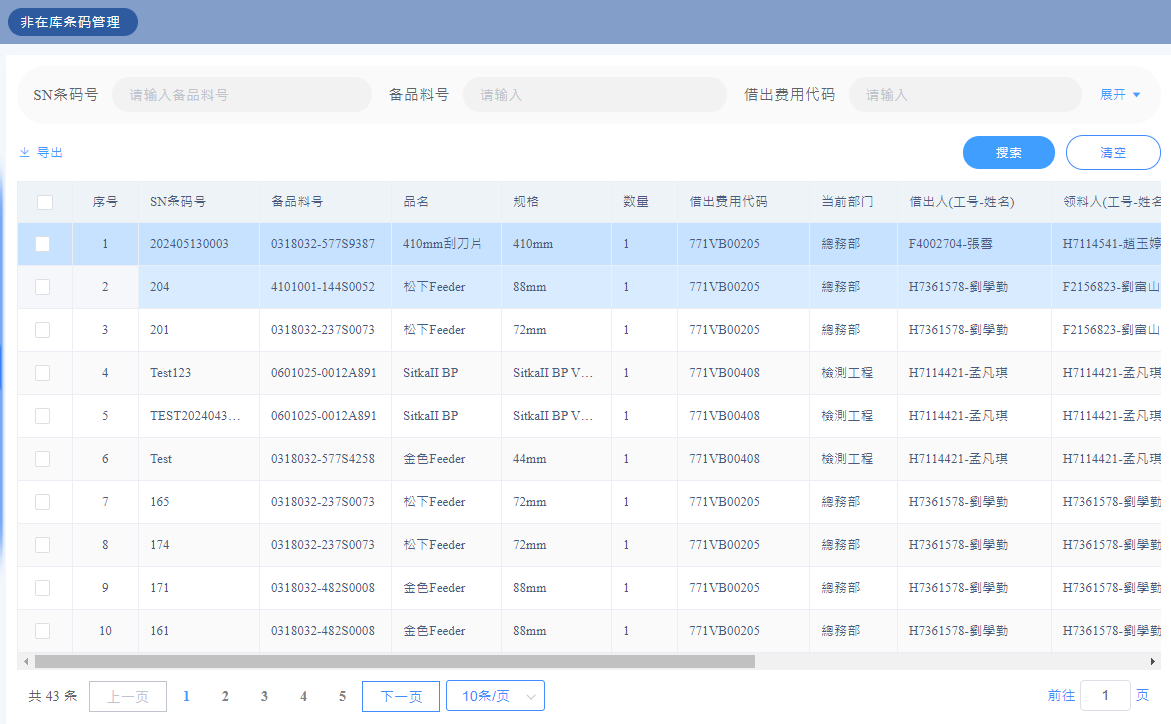 非在库条码管理
SN条码号 请输入备品料号 备品料号 请输入 借出费用代码 请输入 展开
导出 搜索 清空
序号 SN条码号 备品料号 品名 规格 数量 借出费用代码 当前部门 借出人(工号-姓名) 领料人(工号-姓名
1 202405130003 0318032-577S9387 410mm刮刀片 410mm 1 771VB00205 總務部 F4002704-張雪 H7114541-趙玉婷
2 204 4101001-144S0052 松下Feeder 88mm 1 771VB00205 總務部 H7361578-劉學勤 F2156823-劉富山
3 201 0318032-237S0073 松下Feeder 72mm 1 771VB00205 總務部 H7361578-劉學勤 F2156823-劉富山
4 Test123 0601025-0012A891 SitkaII BP SitkaII BP V... 1 771VB00408 檢測工程 H7114421-孟凡琪 H7114421-孟凡琪
5 TEST2024043... 0601025-0012A891 SitkaII BP SitkaII BP V... 1 771VB00408 檢測工程 H7114421-孟凡琪 H7114421-孟凡琪
6 Test 0318032-577S4258 金色Feeder 44mm 1 771VB00408 檢測工程 H7114421-孟凡琪 H7114421-孟凡琪
7 165 0318032-237S0073 松下Feeder 72mm 1 771VB00205 總務部 H7361578-劉學勤 H7361578-劉學勤
8 174 0318032-237S0073 松下Feeder 72mm 1 771VB00205 總務部 H7361578-劉學勤 H7361578-劉學勤
9 171 0318032-482S0008 金色Feeder 88mm 1 771VB00205 總務部 H7361578-劉學勤 H7361578-劉學勤
10 161 0318032-482S0008 金色Feeder 88mm 1 771VB00205 總務部 H7361578-劉學勤 H7361578-劉學勤
共 43 条 上一页 1 2 3 4 5 下一页 10条/页 前往 1 页